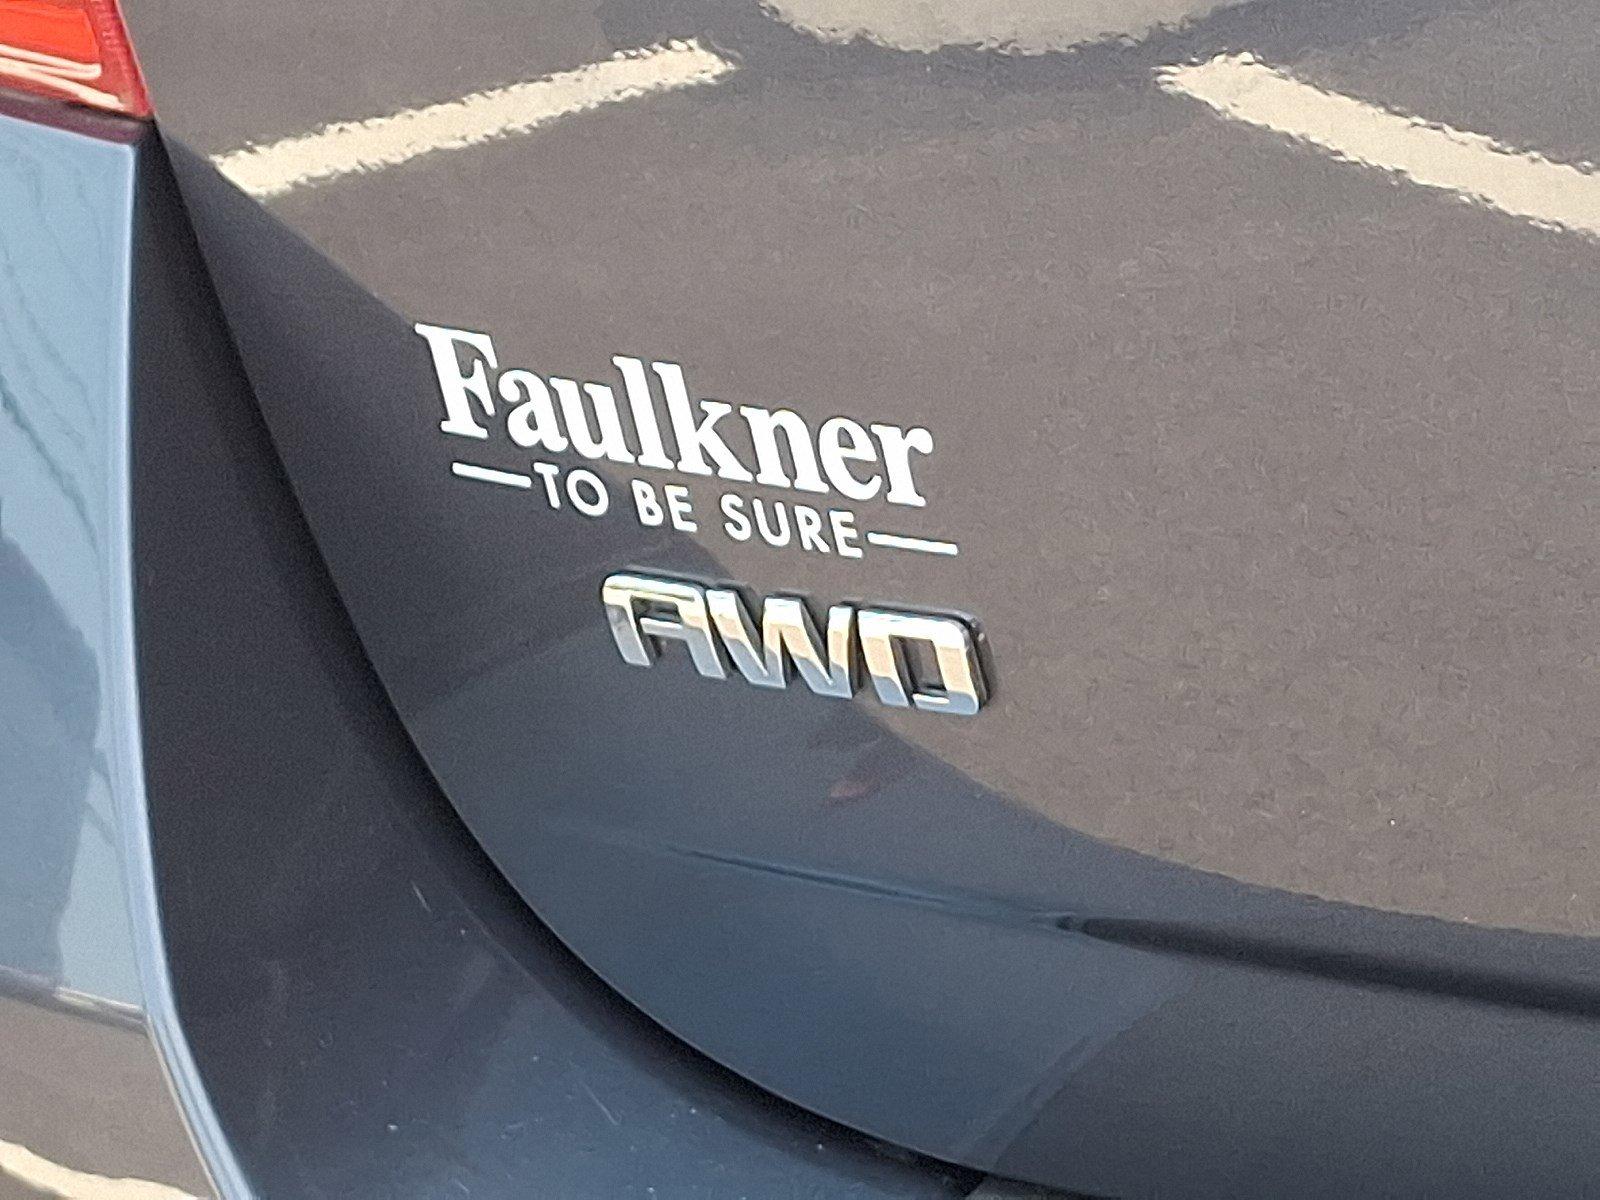 Faulkner
TO BE SURE
AWD